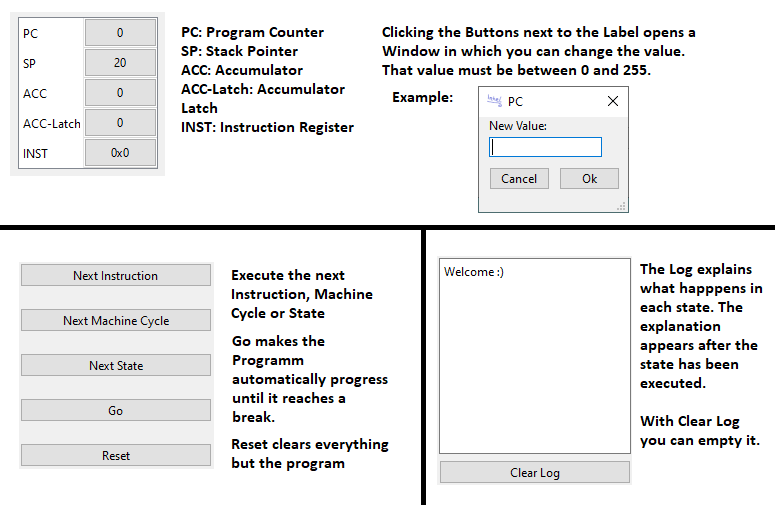 PC 0
SP 20
ACC 0
ACC-Latch 0
INST 0x0
PC: Program Counter
SP: Stack Pointer
ACC: Accumulator
ACC-Latch: Accumulator
Latch
INST: Instruction Register
Clicking the Buttons next to the Label opens a
Window in which you can change the value.
That value must be between 0 and 255.
Example:
PC
New Value:
Cancel Ok
Next Instruction
Next Machine Cycle
Next State
Go
Reset
Execute the next
Instruction, Machine
Cycle or State
Go makes the
Programm
automatically progress
until it reaches a
break.
Reset clears everything
but the program
Welcome :)
Clear Log
The Log explains
what happpens in
each state. The
explanation
appears after the
state has been
executed.
With Clear Log
you can empty it.